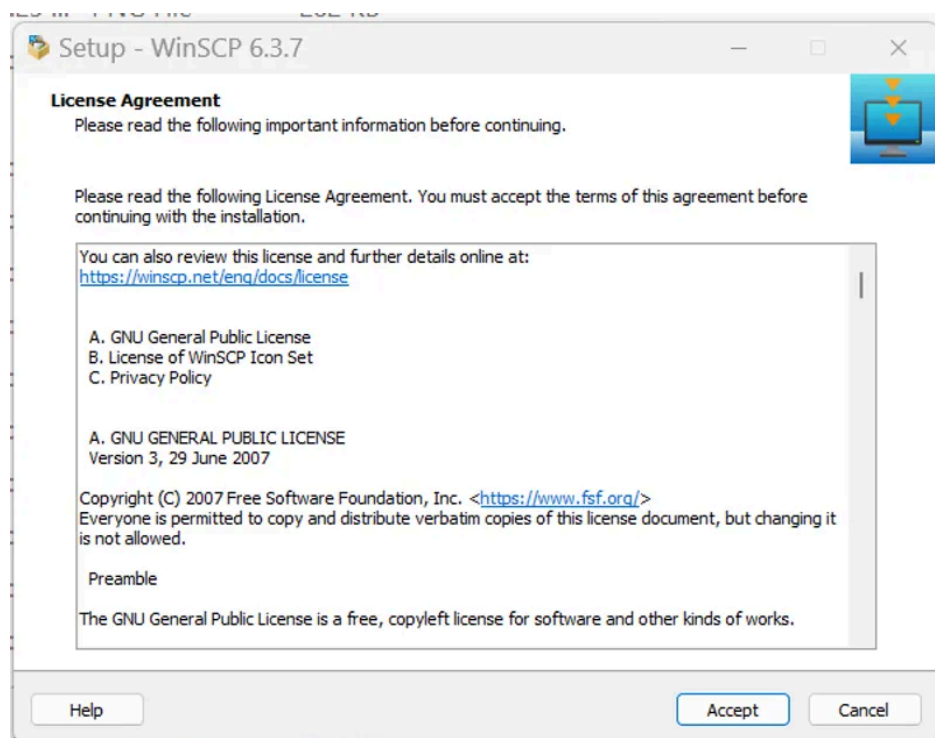 Setup - WinSCP 6.3.7
License Agreement
Please read the following important information before continuing.
Please read the following License Agreement. You must accept the terms of this agreement before
continuing with the installation.
You can also review this license and further details online at:
https://winscp.net/eng/docs/license
A. GNU General Public License
B. License of WinSCP Icon Set
C. Privacy Policy
A. GNU GENERAL PUBLIC LICENSE
Version 3, 29 June 2007
Copyright (C) 2007 Free Software Foundation, Inc. <https://www.fsf.org/>
Everyone is permitted to copy and distribute verbatim copies of this license document, but changing it
is not allowed.
Preamble
The GNU General Public License is a free, copyleft license for software and other kinds of works.
Help
Accept
Cancel